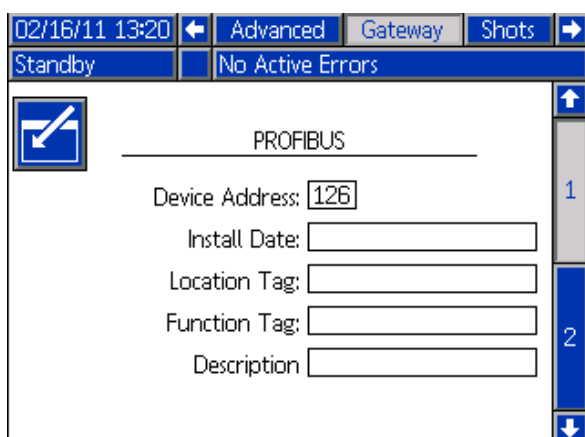 02/16/11 13:20 Advanced Gateway Shots
Standby No Active Errors
PROFIBUS
1
Device Address: 126
Install Date:
Location Tag:
Function Tag:
2
Description